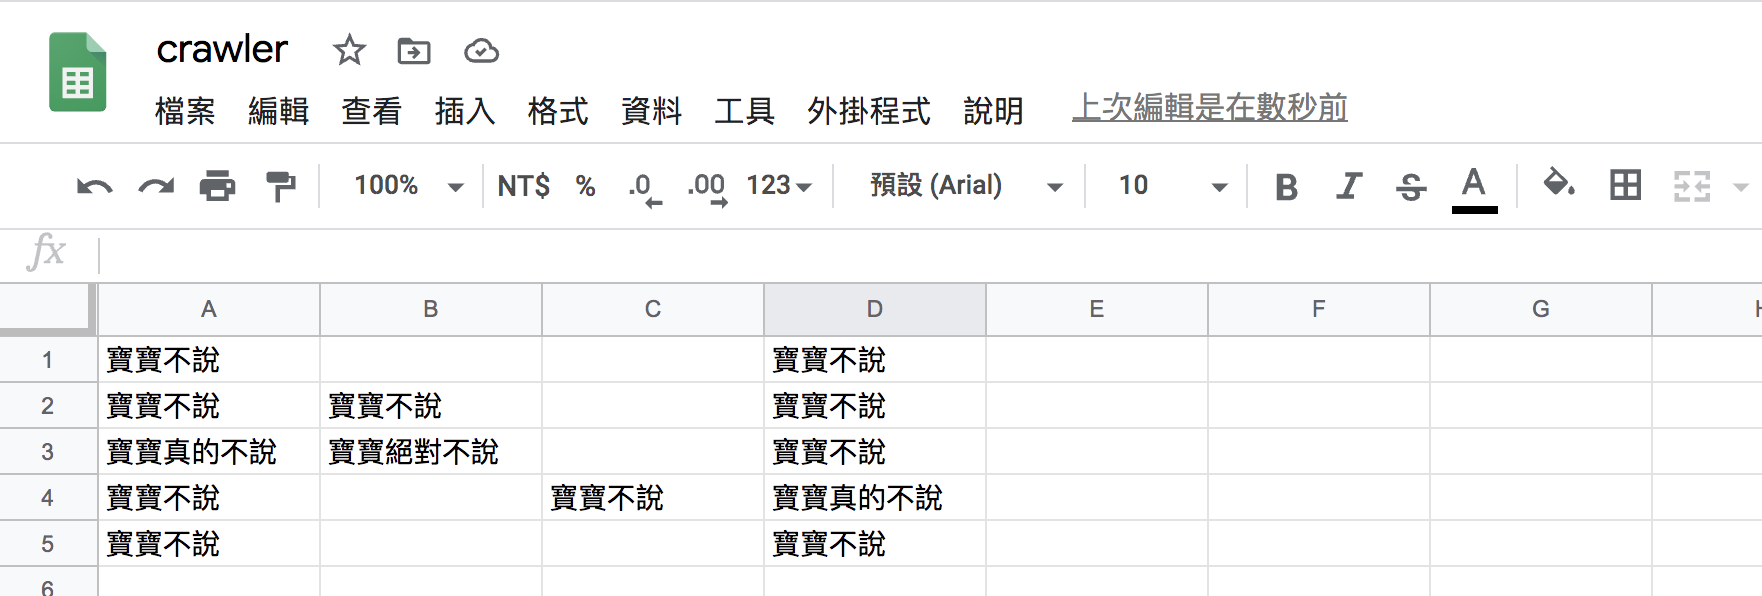 crawler
檔案 編輯 查看 插入 格式 資料 工具 外掛程式 說明 上次編輯是在數秒前
100% NT$ % .0 .00 123 預設 (Arial) 10 B I S A
fx
A B C D E F G H
1 寶寶不說 寶寶不說
2 寶寶不說 寶寶不說 寶寶不說
3 寶寶真的不說 寶寶絕對不說 寶寶不說
4 寶寶不說 寶寶不說 寶寶真的不說
5 寶寶不說 寶寶不說
6